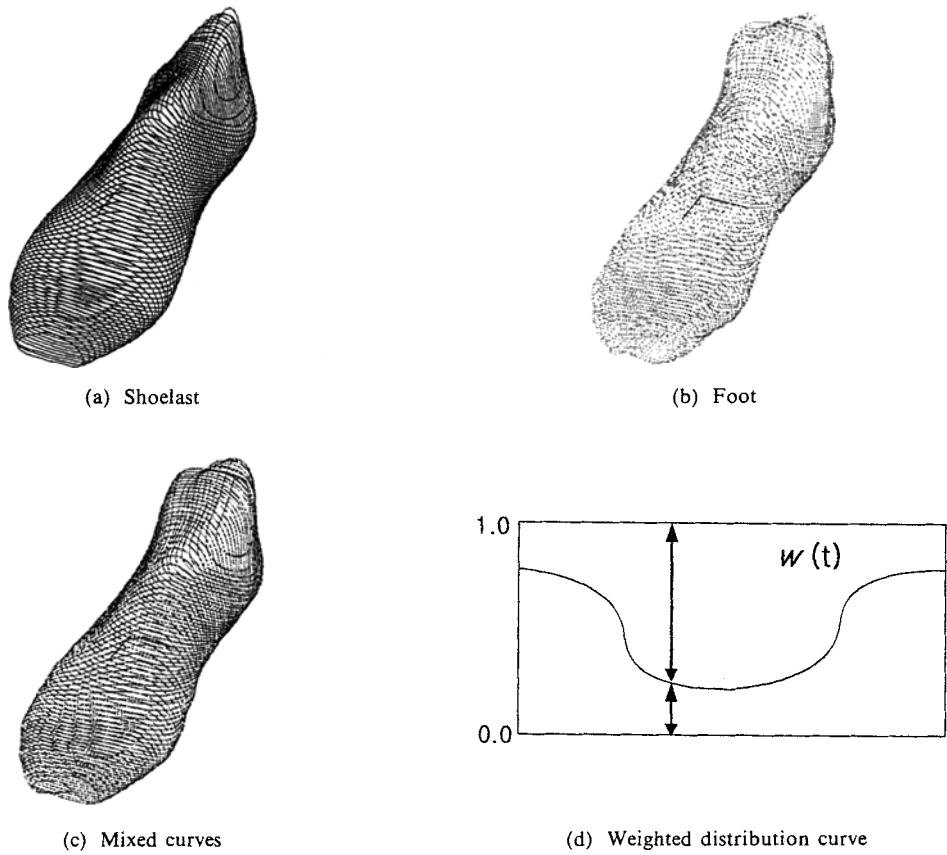 (a) Shoelast
(b) Foot
1.0
w(t)
0.0
(c) Mixed curves
(d) Weighted distribution curve